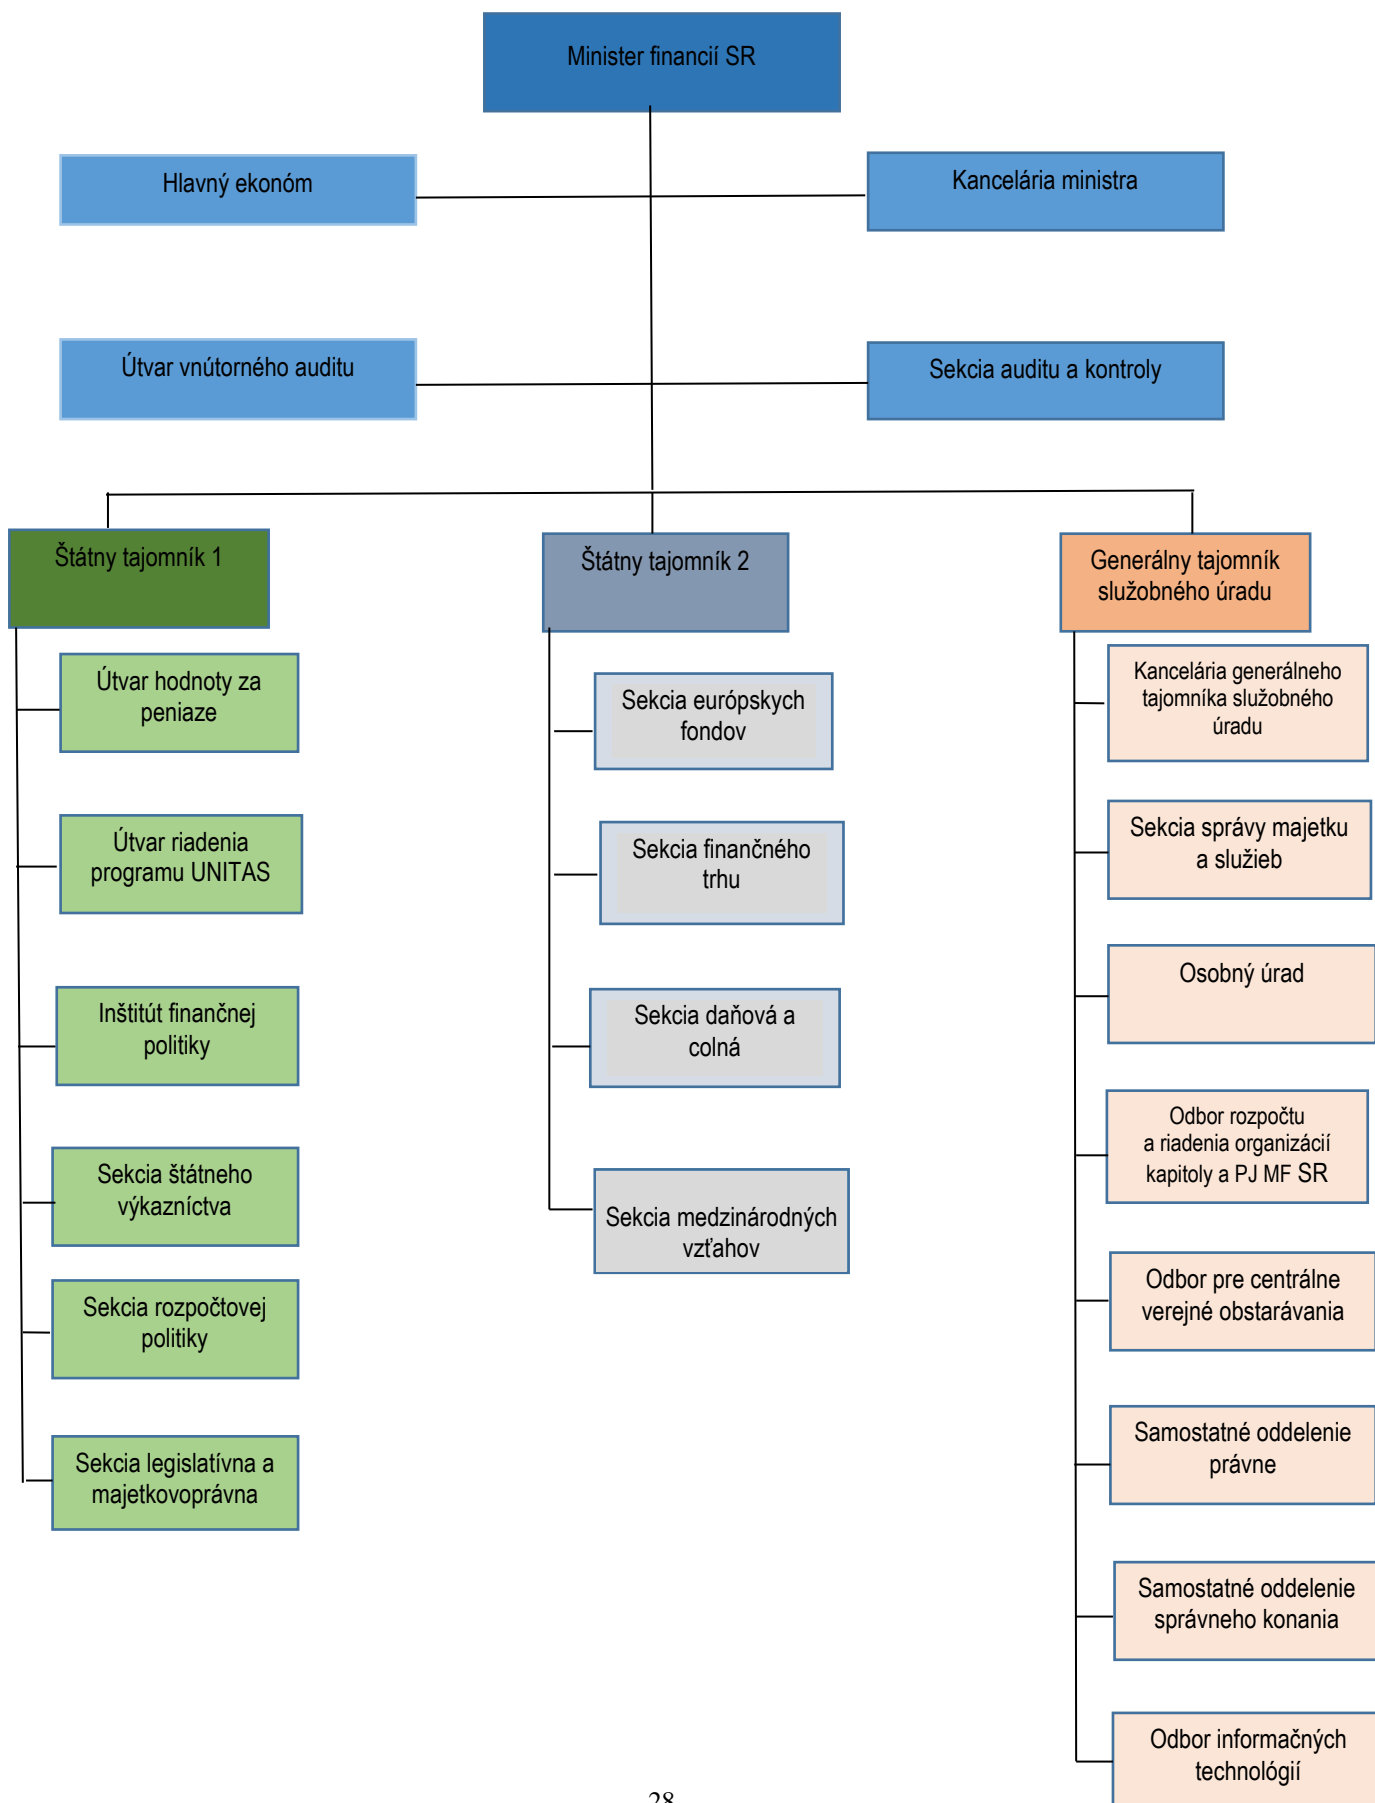 Minister financií SR
Hlavný ekonóm
Kancelária ministra
Útvar vnútorného auditu
Sekcia auditu a kontroly
Štátny tajomník 1
Štátny tajomník 2
Generálny tajomník
služobného úradu
Útvar hodnoty za
peniaze
Útvar riadenia
programu UNITAS
Inštitút finančnej
politiky
Sekcia štátneho
výkazníctva
Sekcia rozpočtovej
politiky
Sekcia legislatívna a
majetkovoprávna
Sekcia európskych
fondov
Sekcia finančného
trhu
Sekcia daňová a
colná
Sekcia medzinárodných
vzťahov
Kancelária generálneho
tajomníka služobného
úradu
Sekcia správy majetku
a služieb
Osobný úrad
Odbor rozpočtu
a riadenia organizácií
kapitoly a PJ MF SR
Odbor pre centrálne
verejné obstarávania
Samostatné oddelenie
právne
Samostatné oddelenie
správneho konania
Odbor informačných
technológií
28